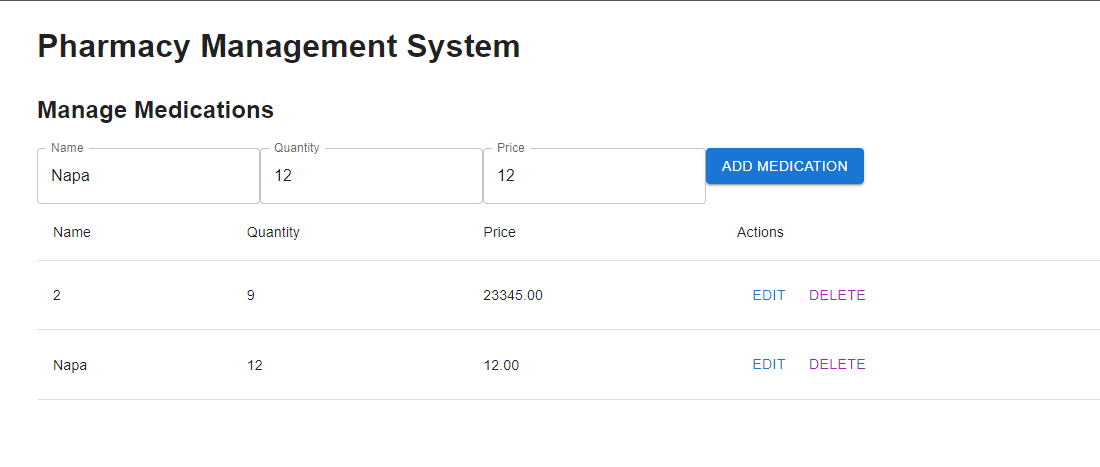 Pharmacy Management System
Manage Medications
Name Quantity Price
Napa 12 12 ADD MEDICATION
Name Quantity Price Actions
2 9 23345.00 EDIT DELETE
Napa 12 12.00 EDIT DELETE